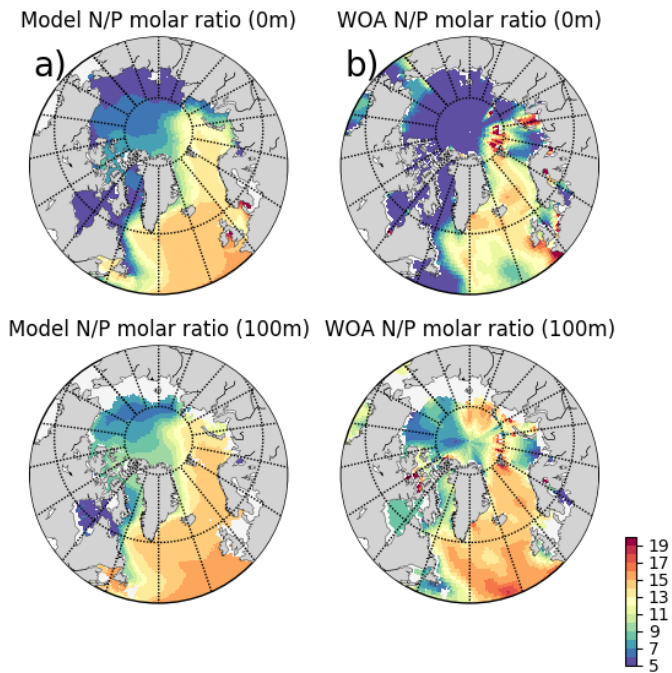 Model N/P molar ratio (0m)
WOA N/P molar ratio (0m)
a)
b)
Model N/P molar ratio (100m)
WOA N/P molar ratio (100m)
19
17
15
13
11
9
7
5